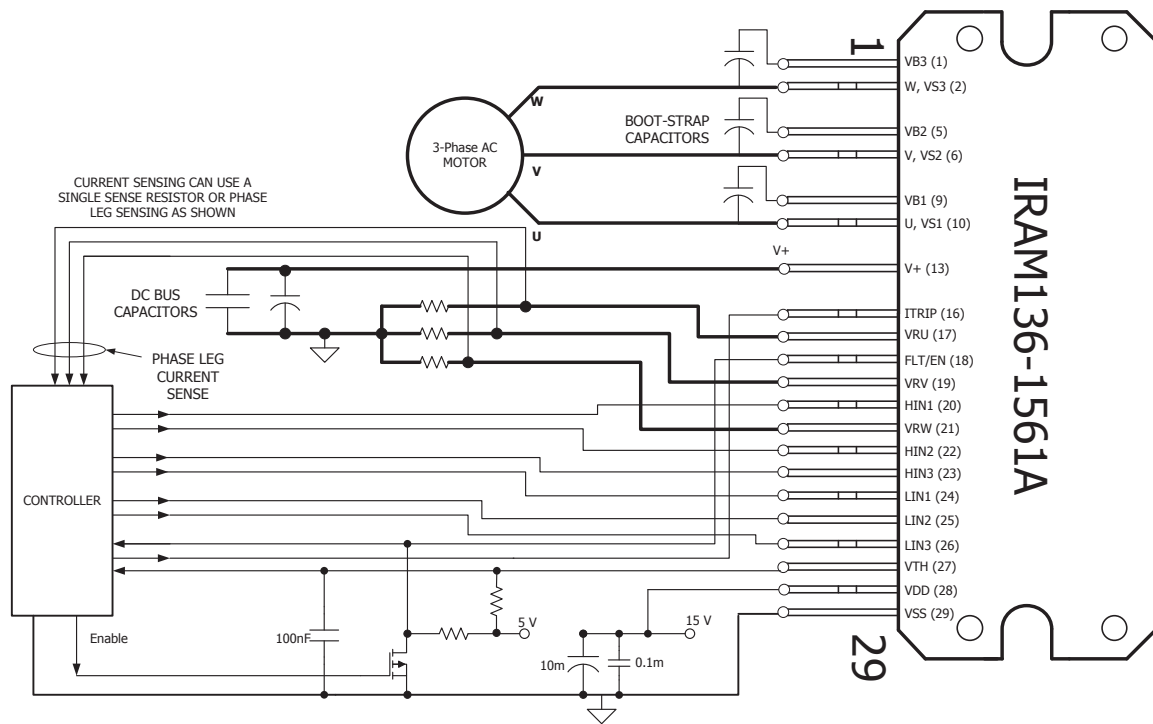 1
VB3 (1)
W, VS3 (2)
W
BOOT-STRAP
CAPACITORS
VB2 (5)
3-Phase AC
MOTOR
V, VS2 (6)
V
CURRENT SENSING CAN USE A
SINGLE SENSE RESISTOR OR PHASE
LEG SENSING AS SHOWN
VB1 (9)
U, VS1 (10)
U
V+
V+ (13)
DC BUS
CAPACITORS
ITRIP (16)
VRU (17)
PHASE LEG
CURRENT
SENSE
FLT/EN (18)
VRV (19)
HIN1 (20)
VRW (21)
HIN2 (22)
HIN3 (23)
CONTROLLER
LIN1 (24)
LIN2 (25)
LIN3 (26)
VTH (27)
VDD (28)
VSS (29)
Enable
100nF
5 V
15 V
10m
0.1m
29
IRAM136-1561A